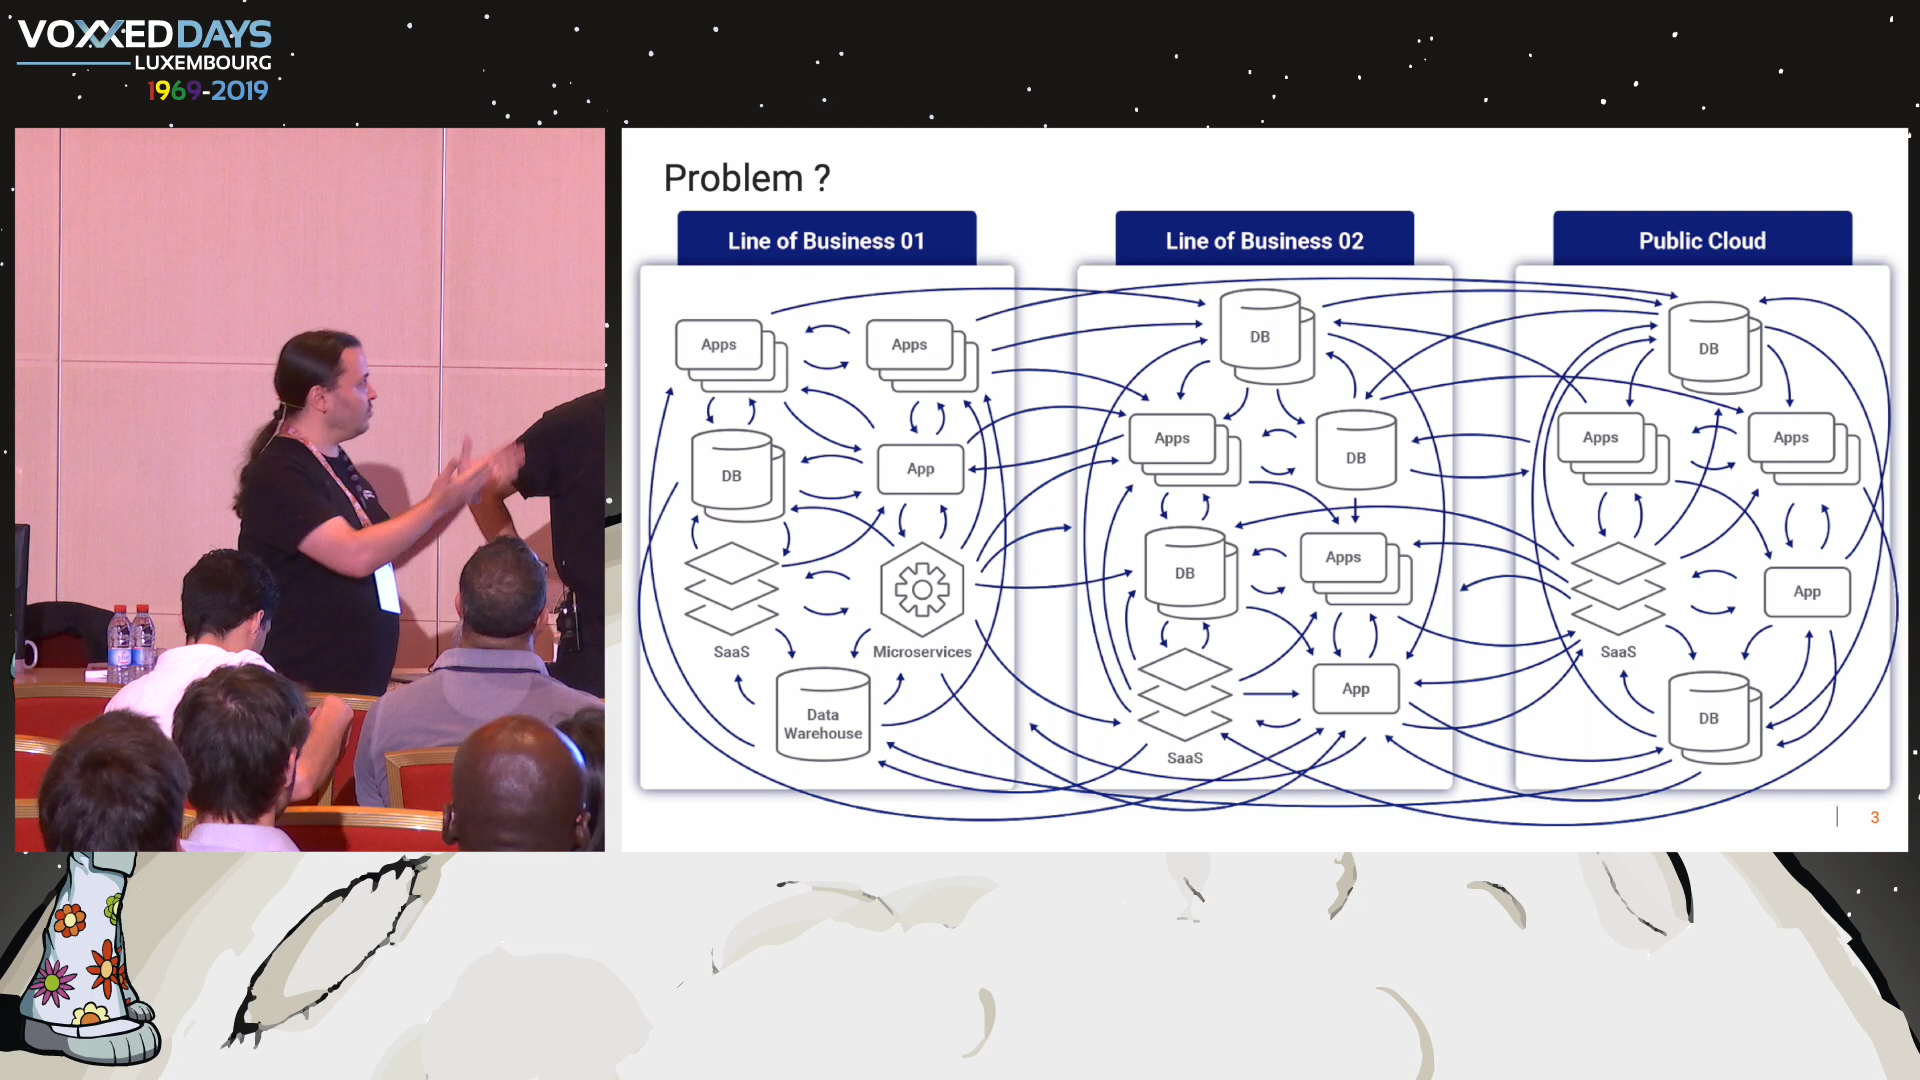 VOXXED DAYS
LUXEMBOURG
1969-2019
Problem ?
Line of Business 01
Line of Business 02
Public Cloud
Apps
Apps
DB
App
SaaS
Microservices
Data
Warehouse
DB
Apps
DB
DB
Apps
App
SaaS
DB
Apps
Apps
SaaS
App
DB
3